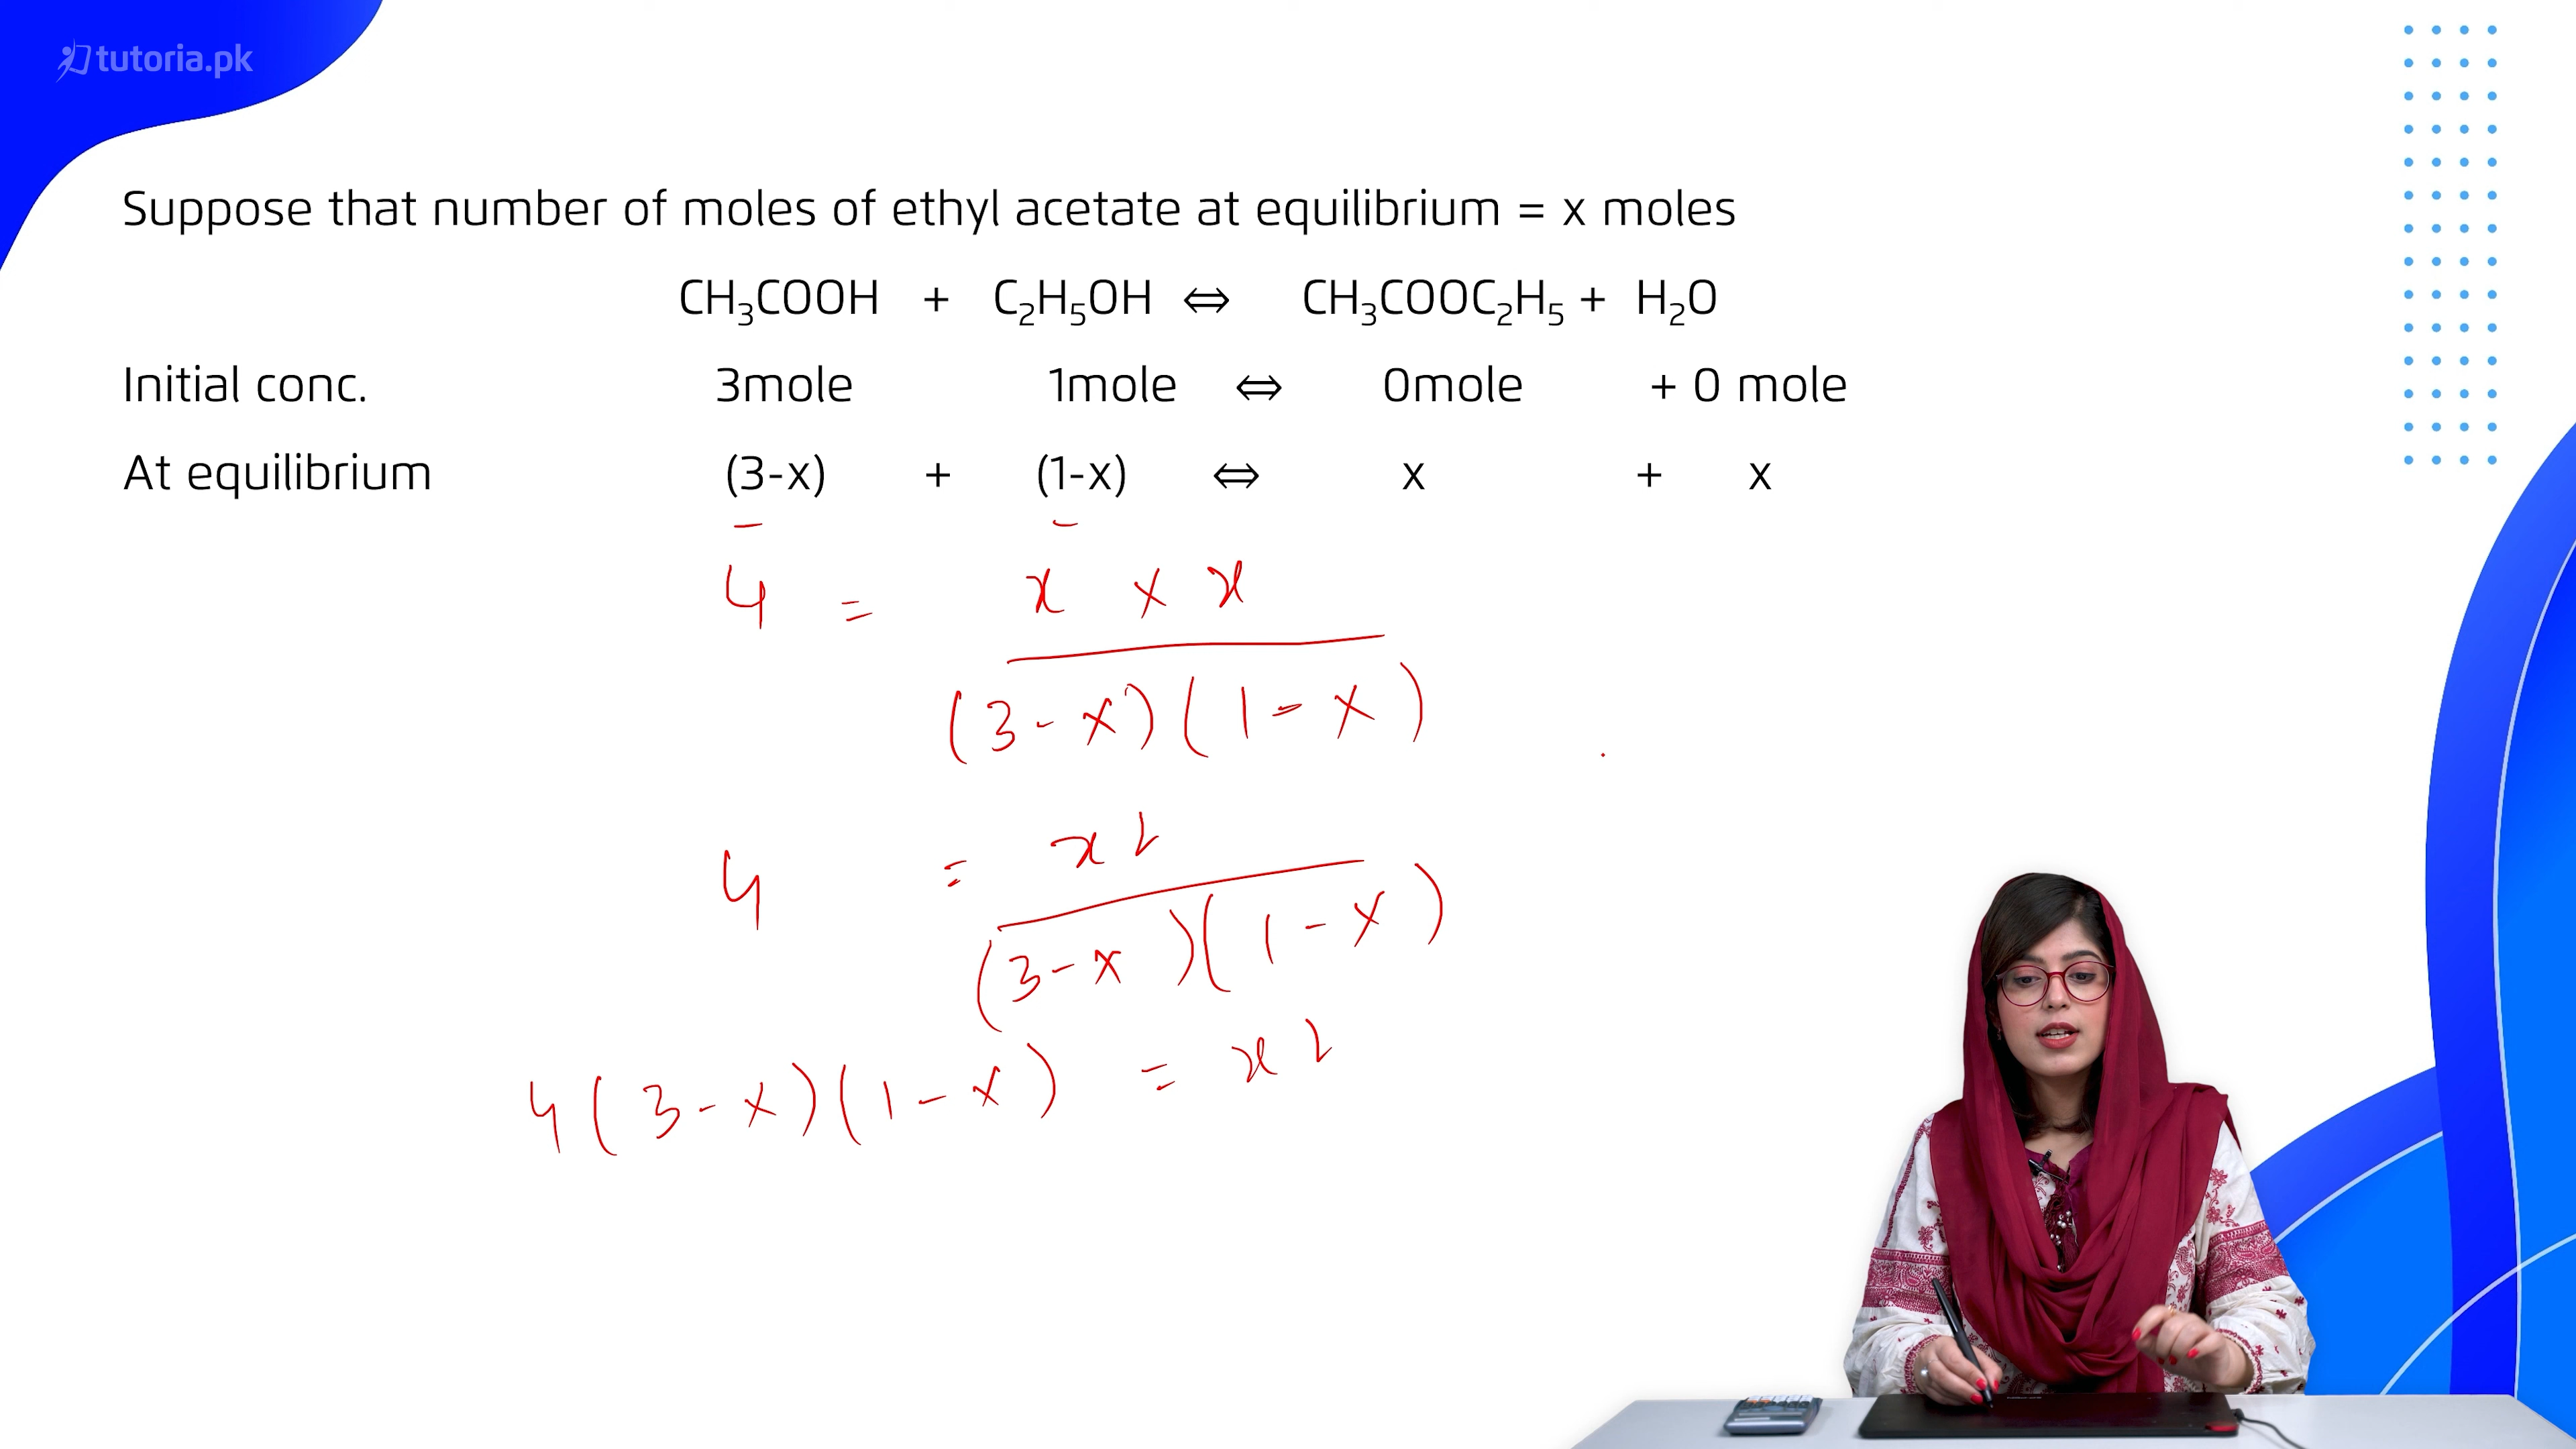 tutoria.pk
Suppose that number of moles of ethyl acetate at equilibrium = x moles
CH₃COOH + C₂H₅OH ⇔ CH₃COOC₂H₅ + H₂O
Initial conc. 3mole 1mole ⇔ 0mole + 0 mole
At equilibrium (3-x) + (1-x) ⇔ x + x
4 = x × x
(3-x)(1-x)
4 = x²
(3-x)(1-x)
4(3-x)(1-x) = x²